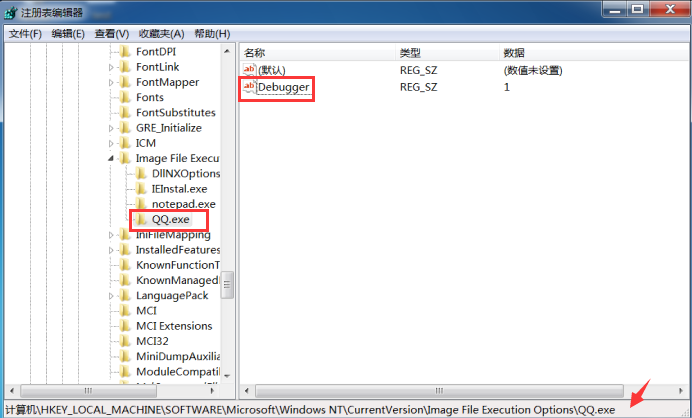 注册表编辑器
文件(F) 编辑(E) 查看(V) 收藏夹(A) 帮助(H)
FontDPI
FontLink
FontMapper
Fonts
FontSubstitutes
GRE_Initialize
ICM
Image File Execu
DllNXOptions
IEInstal.exe
notepad.exe
QQ.exe
IniFileMapping
InstalledFeatures
KnownFunctionT
KnownManagedI
LanguagePack
MCI
MCI Extensions
MCI32
MiniDumpAuxilia
ModuleCompatil
名称 类型 数据
ab (默认) REG_SZ (数值未设置)
ab Debugger REG_SZ 1
计算机\HKEY_LOCAL_MACHINE\SOFTWARE\Microsoft\Windows NT\CurrentVersion\Image File Execution Options\QQ.exe